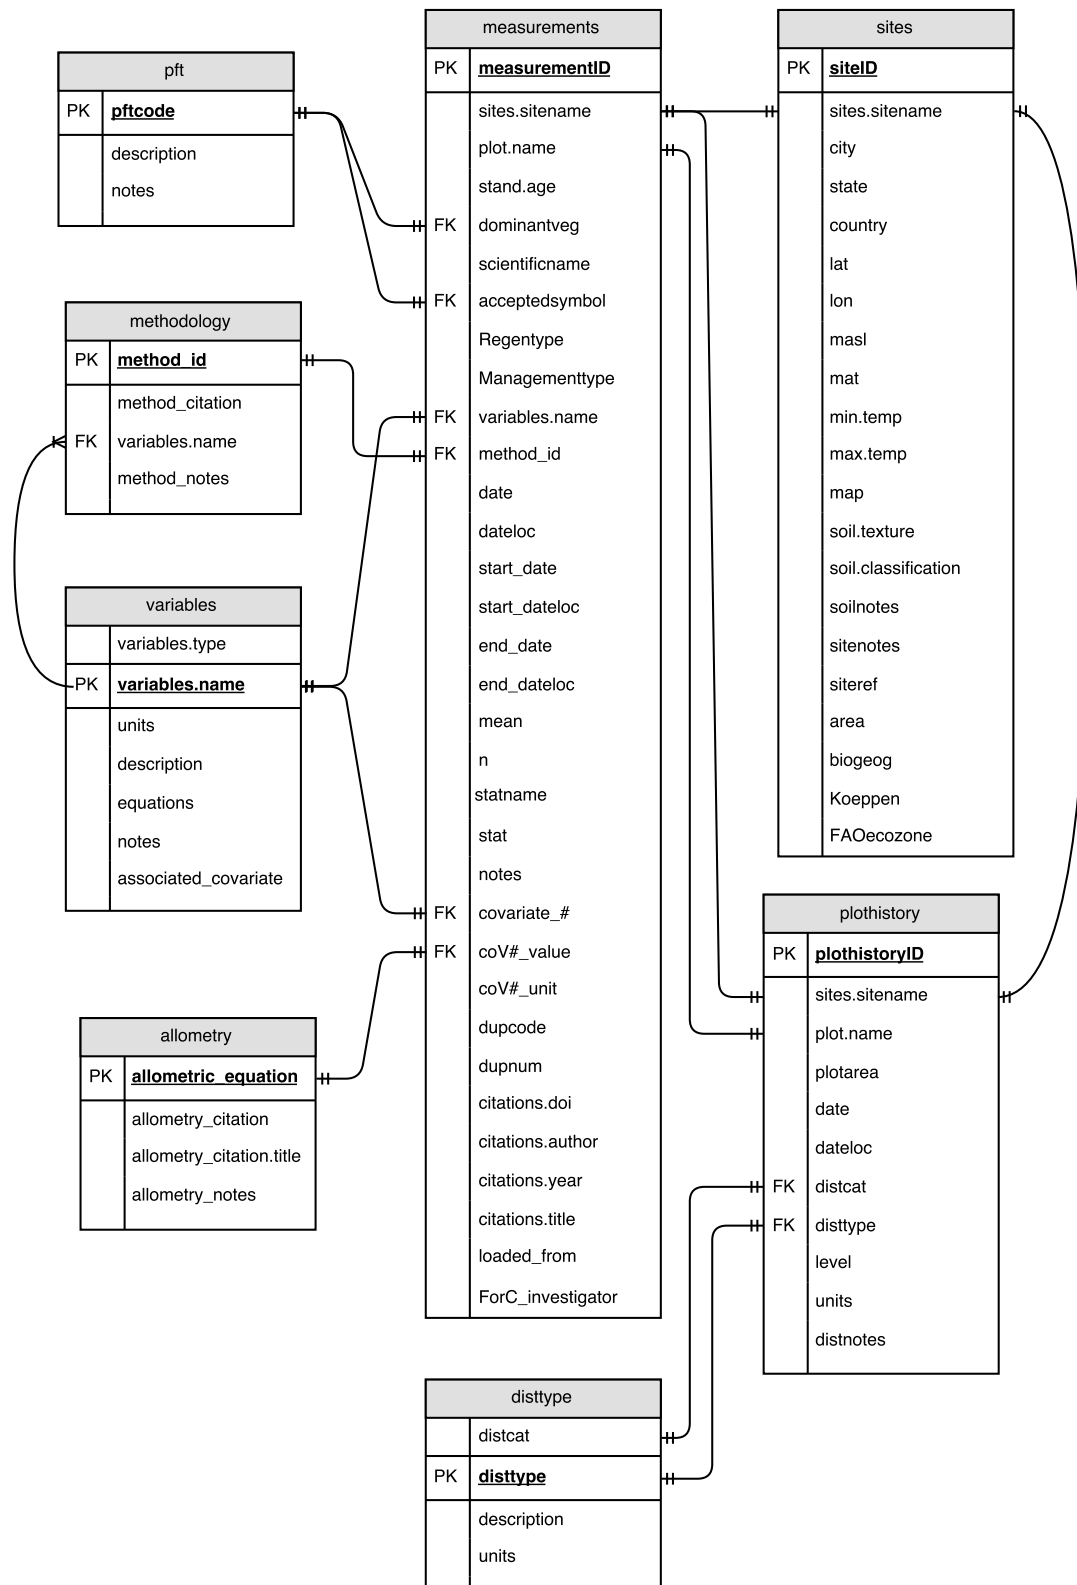 pft
PK pftcode
description
notes
methodology
PK method_id
method_citation
FK variables.name
method_notes
variables
variables.type
PK variables.name
units
description
equations
notes
associated_covariate
allometry
PK allometric_equation
allometry_citation
allometry_citation.title
allometry_notes
measurements
PK measurementID
sites.sitename
plot.name
stand.age
FK dominantveg
scientificname
FK acceptedsymbol
Regentype
Managementtype
FK variables.name
FK method_id
date
dateloc
start_date
start_dateloc
end_date
end_dateloc
mean
n
statname
stat
notes
FK covariate_#
FK coV#_value
coV#_unit
dupcode
dupnum
citations.doi
citations.author
citations.year
citations.title
loaded_from
ForC_investigator
disttype
distcat
PK disttype
description
units
sites
PK siteID
sites.sitename
city
state
country
lat
lon
masl
mat
min.temp
max.temp
map
soil.texture
soil.classification
soilnotes
sitenotes
siteref
area
biogeog
Koeppen
FAOecozone
plothistory
PK plothistoryID
sites.sitename
plot.name
plotarea
date
dateloc
FK distcat
FK disttype
level
units
distnotes